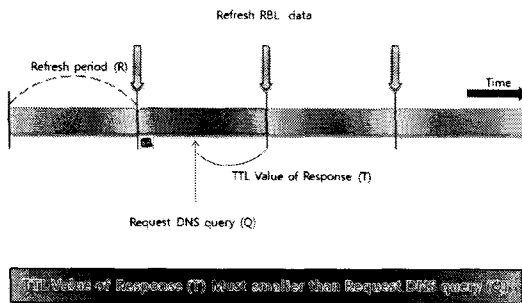 Refresh RBL data
Refresh period (R)
Time
TTL Value of Response (T)
Request DNS query (Q)
TTL Value of Response (T) Must smaller than Request DNS query (Q)